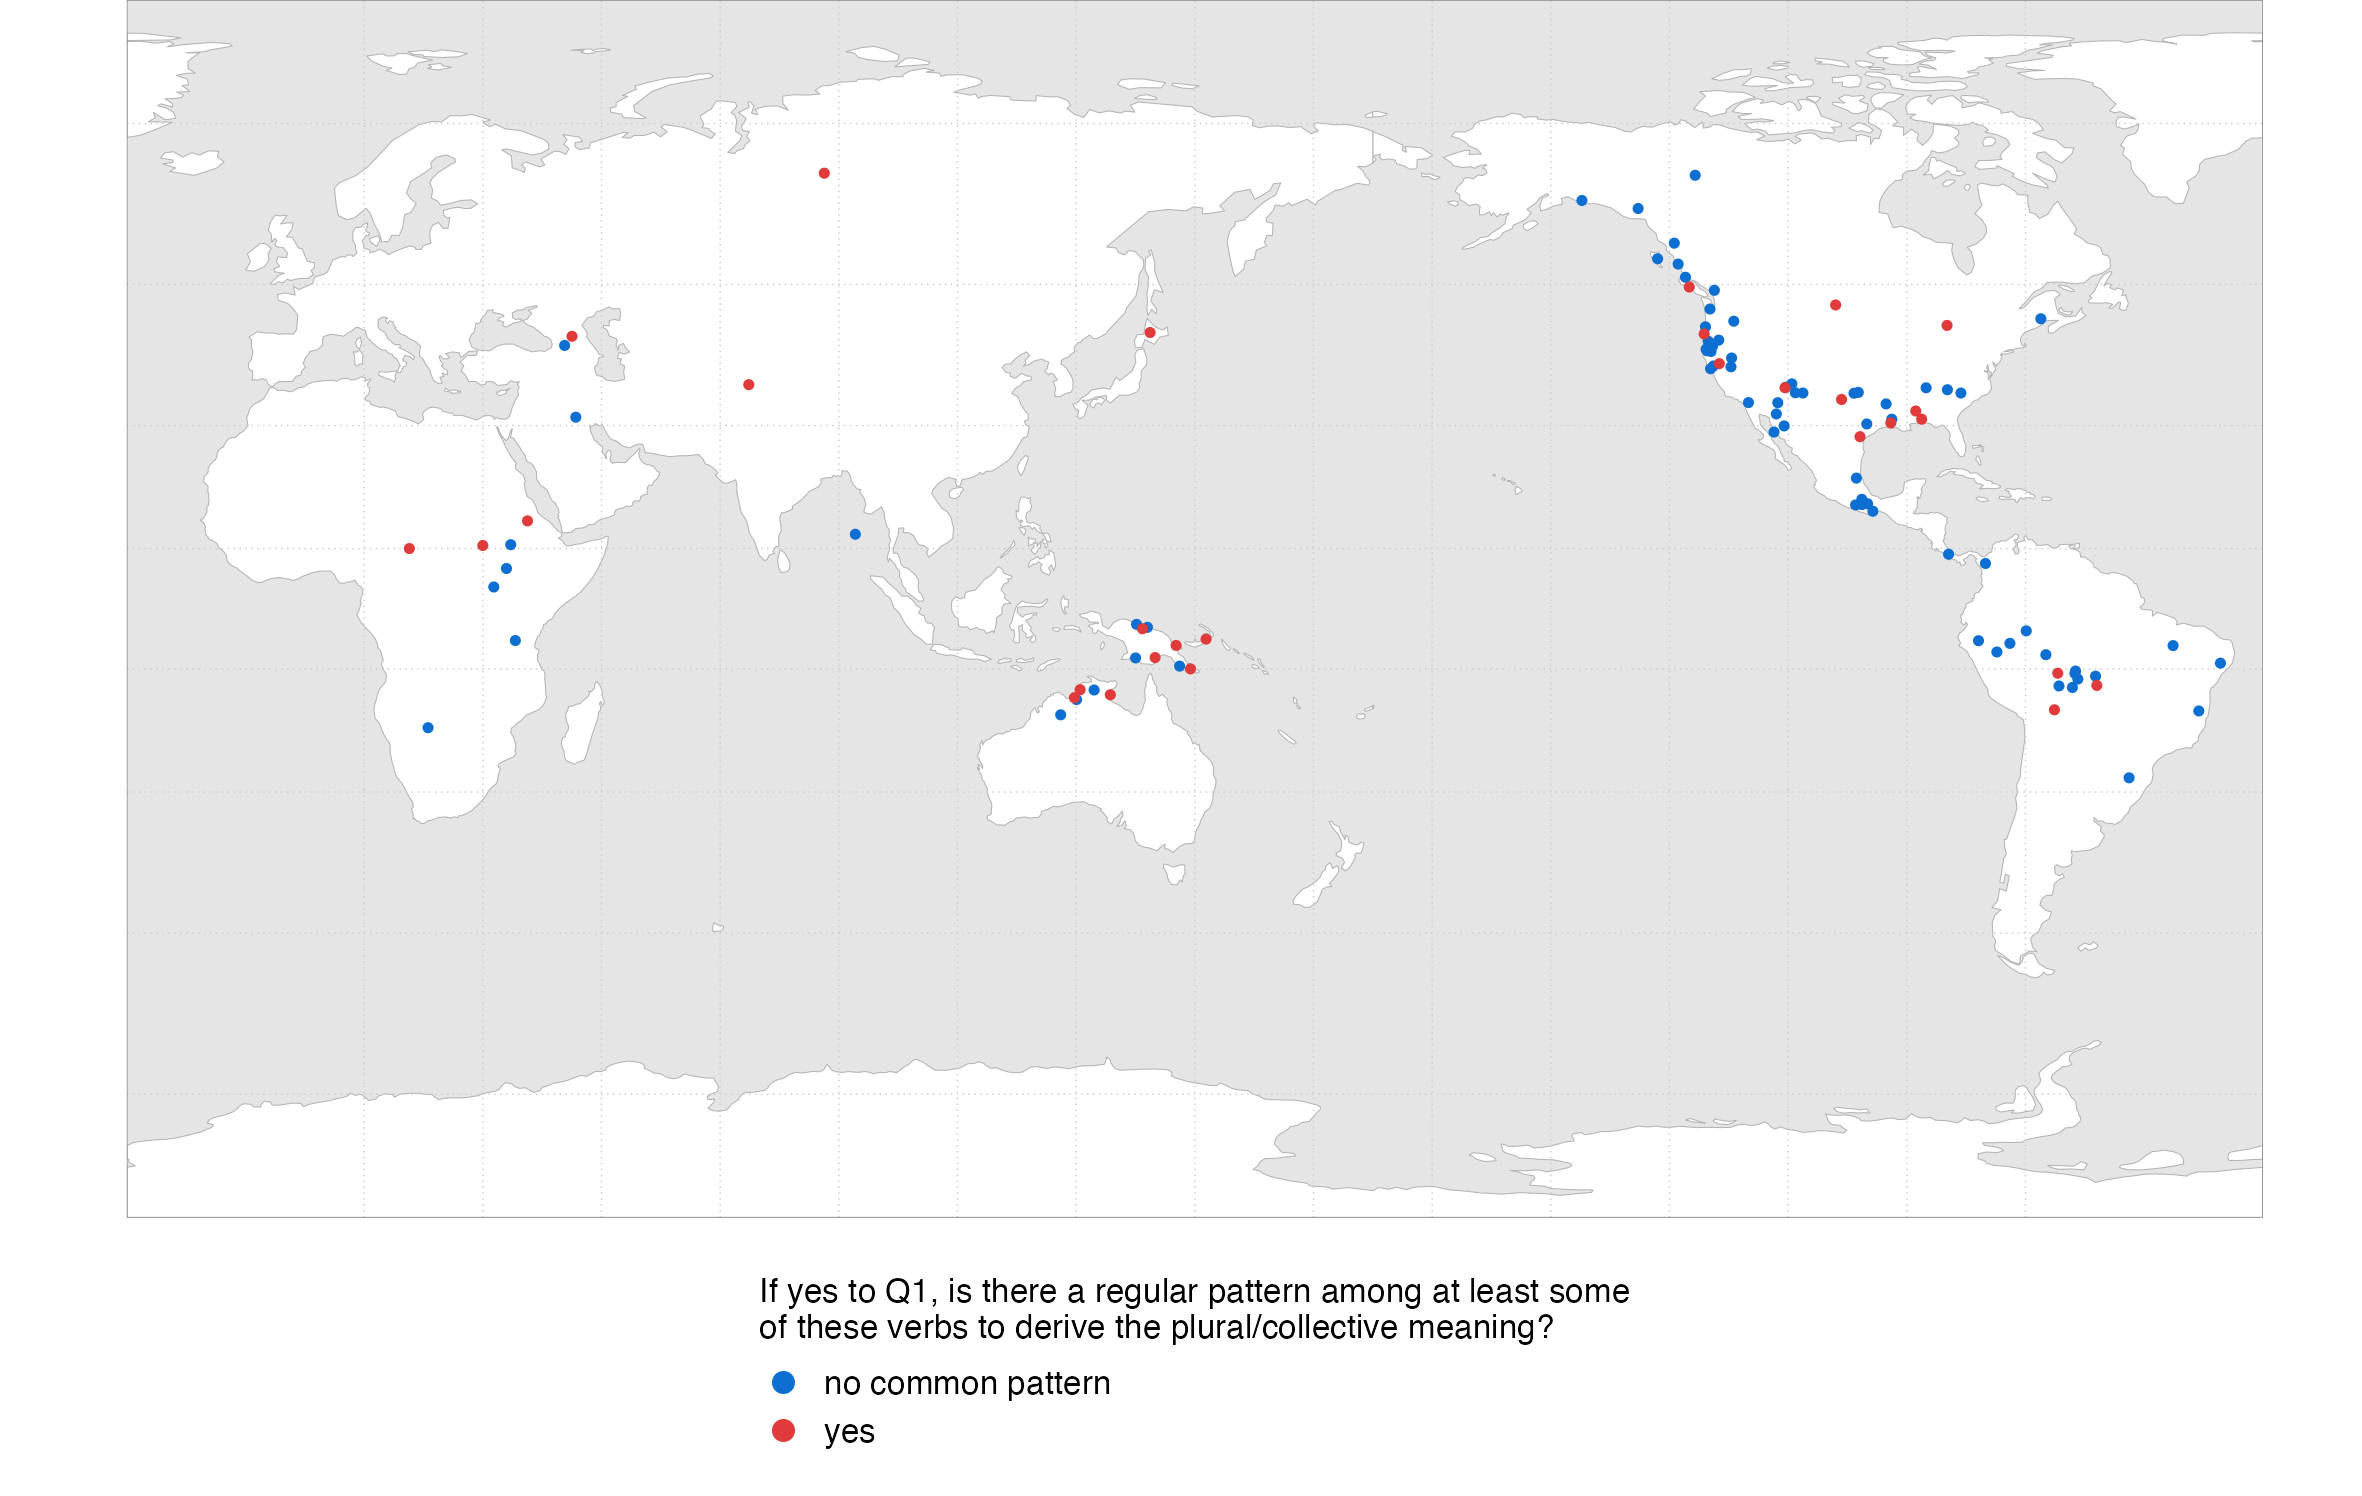 If yes to Q1, is there a regular pattern among at least some
of these verbs to derive the plural/collective meaning?
no common pattern
yes